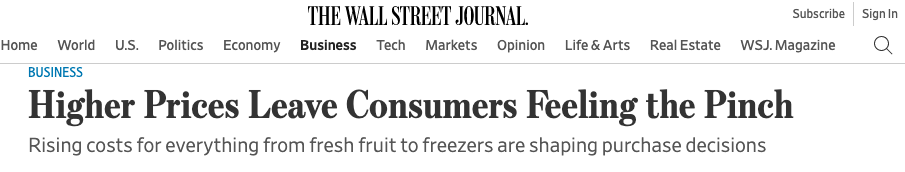 THE WALL STREET JOURNAL.
Subscribe Sign In
Home World U.S. Politics Economy Business Tech Markets Opinion Life & Arts Real Estate WSJ. Magazine
BUSINESS
Higher Prices Leave Consumers Feeling the Pinch
Rising costs for everything from fresh fruit to freezers are shaping purchase decisions